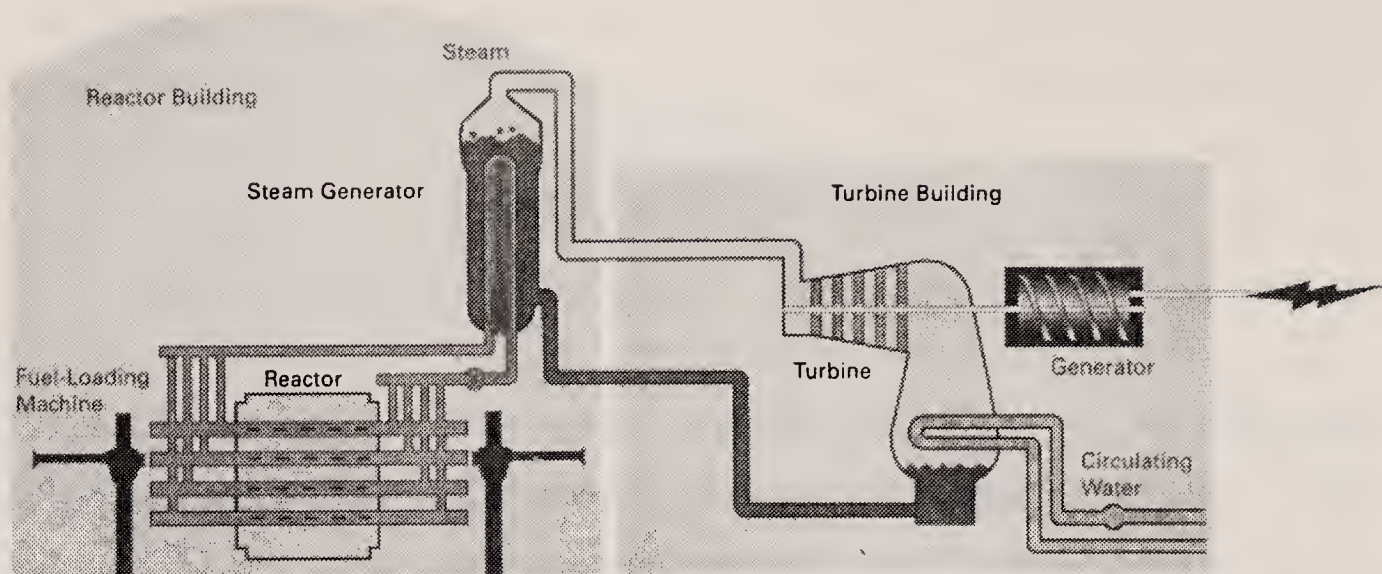 Steam
Reactor Building
Steam Generator
Turbine Building
Fuel-Loading
Machine
Reactor
Turbine
Generator
Circulating
Water